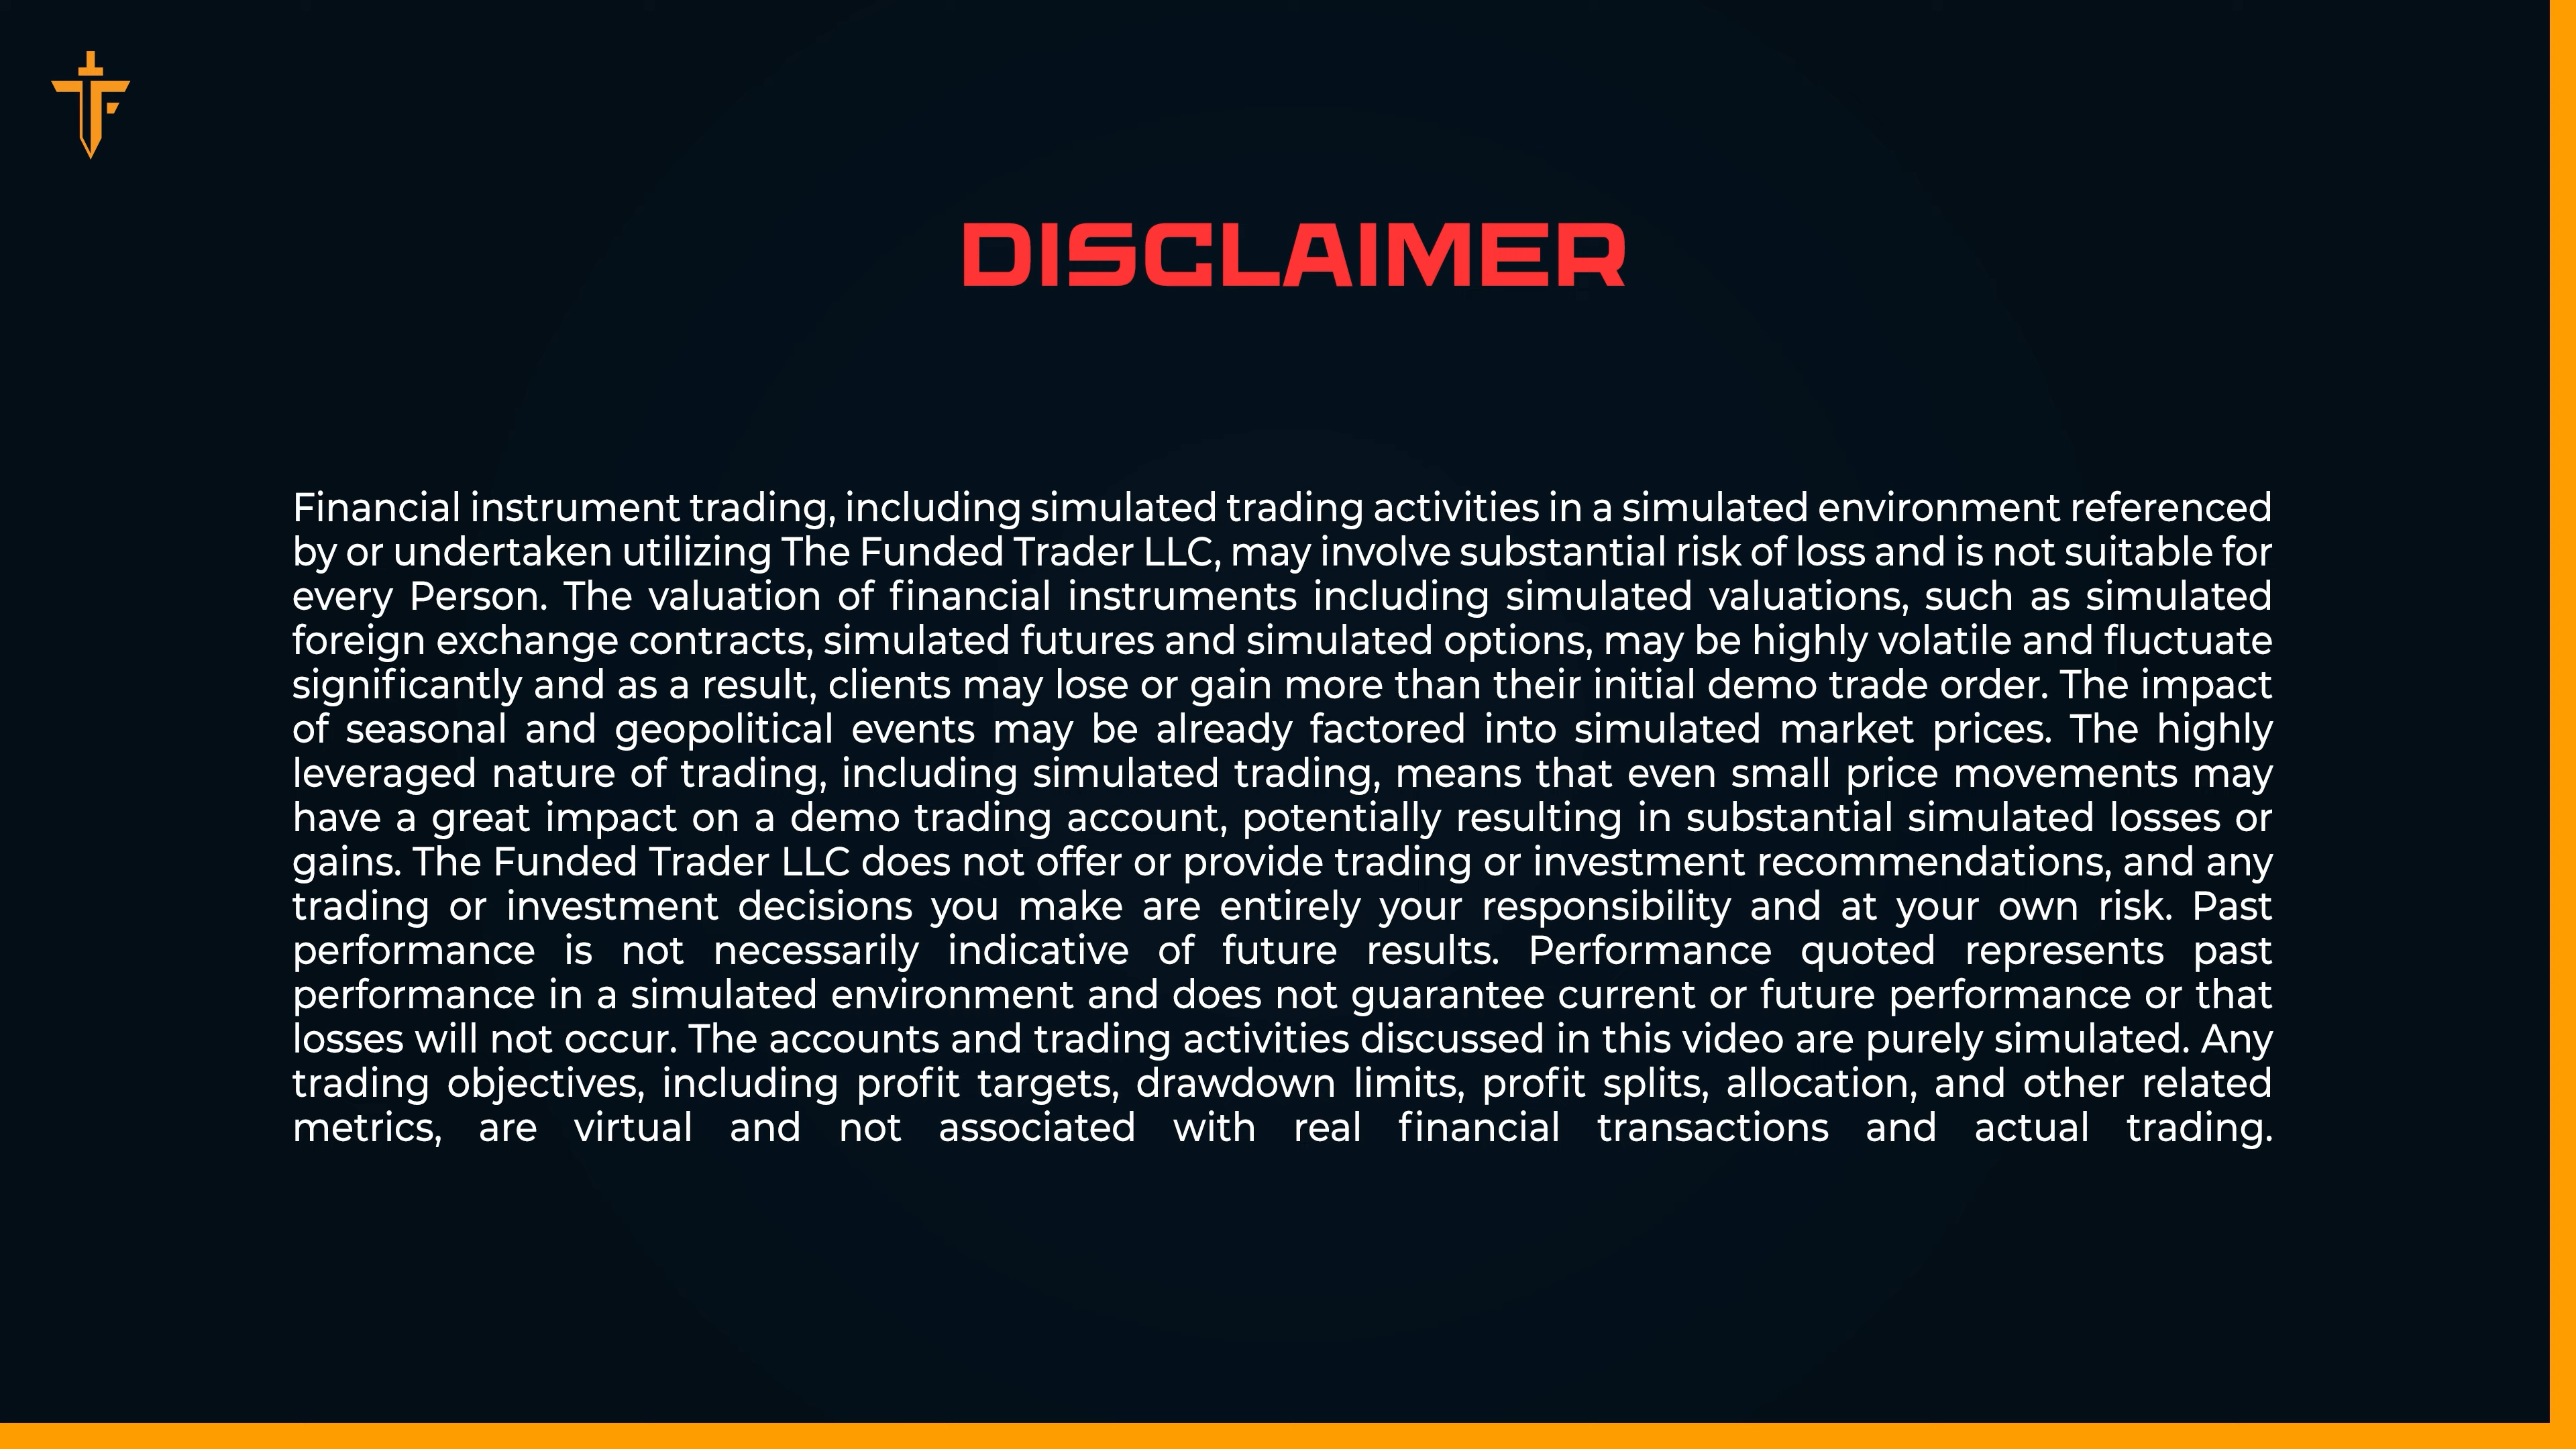 DISCLAIMER
Financial instrument trading, including simulated trading activities in a simulated environment referenced
by or undertaken utilizing The Funded Trader LLC, may involve substantial risk of loss and is not suitable for
every Person. The valuation of financial instruments including simulated valuations, such as simulated
foreign exchange contracts, simulated futures and simulated options, may be highly volatile and fluctuate
significantly and as a result, clients may lose or gain more than their initial demo trade order. The impact
of seasonal and geopolitical events may be already factored into simulated market prices. The highly
leveraged nature of trading, including simulated trading, means that even small price movements may
have a great impact on a demo trading account, potentially resulting in substantial simulated losses or
gains. The Funded Trader LLC does not offer or provide trading or investment recommendations, and any
trading or investment decisions you make are entirely your responsibility and at your own risk. Past
performance is not necessarily indicative of future results. Performance quoted represents past
performance in a simulated environment and does not guarantee current or future performance or that
losses will not occur. The accounts and trading activities discussed in this video are purely simulated. Any
trading objectives, including profit targets, drawdown limits, profit splits, allocation, and other related
metrics, are virtual and not associated with real financial transactions and actual trading.